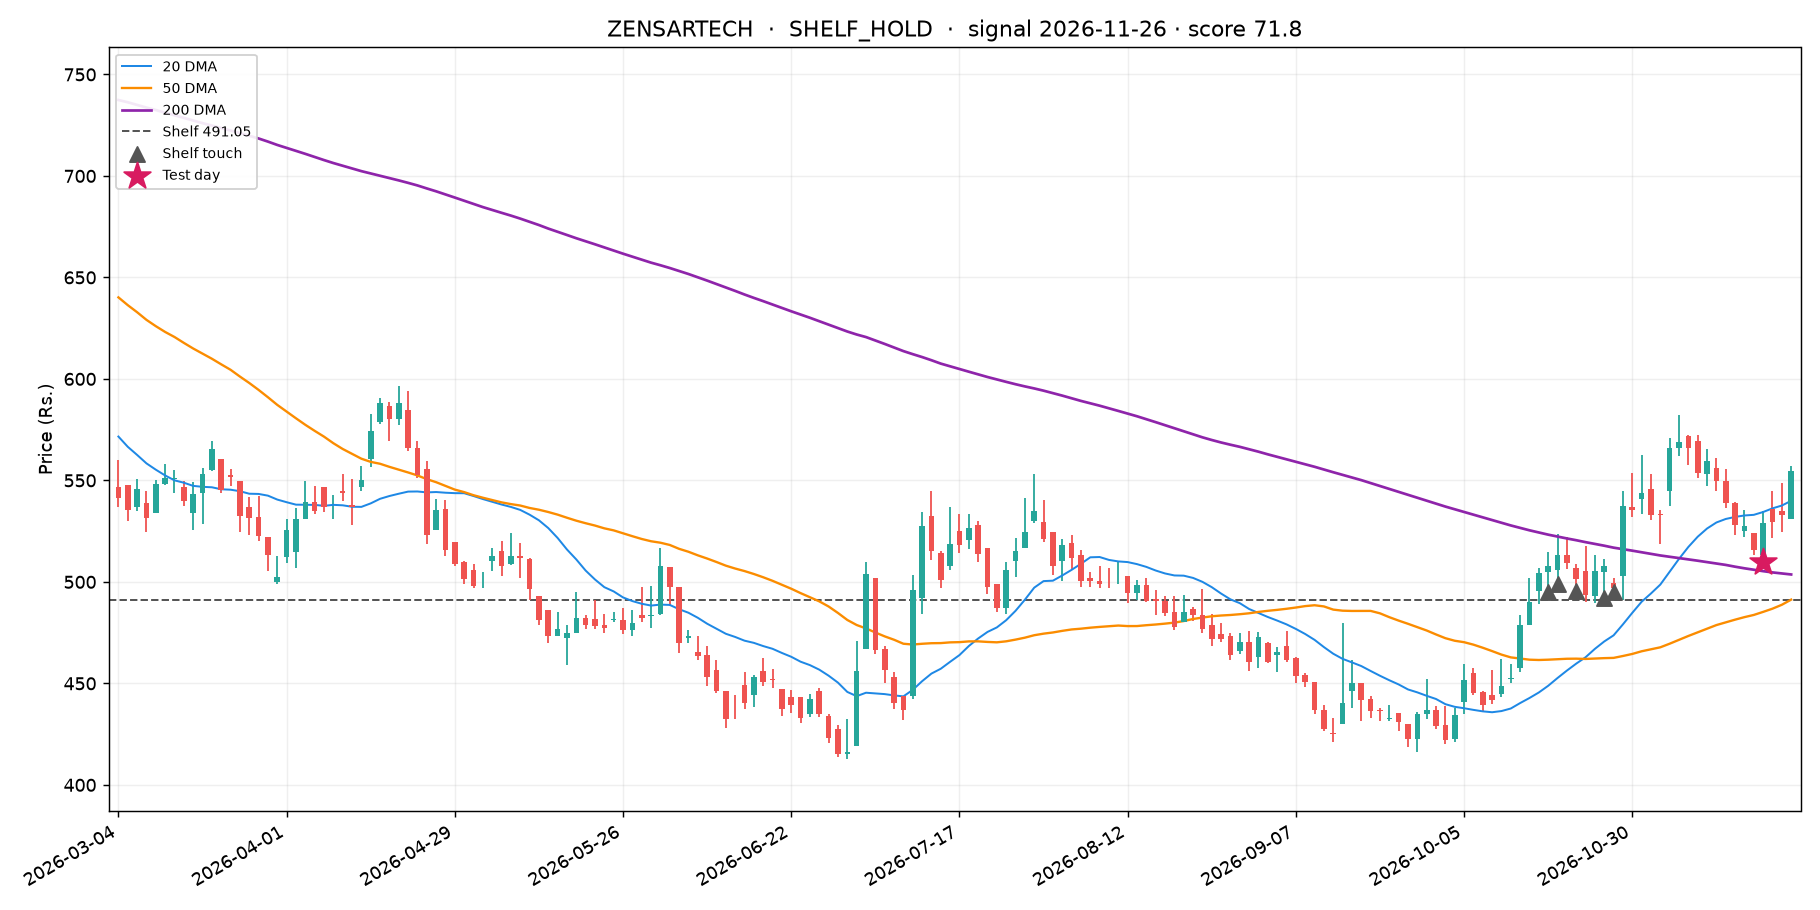 ZENSARTECH · SHELF_HOLD · signal 2026-11-26 · score 71.8
20 DMA
50 DMA
200 DMA
Shelf 491.05
Shelf touch
Test day
Price (Rs.)
750
700
650
600
550
500
450
400
2026-03-04
2026-04-01
2026-04-29
2026-05-26
2026-06-22
2026-07-17
2026-08-12
2026-09-07
2026-10-05
2026-10-30